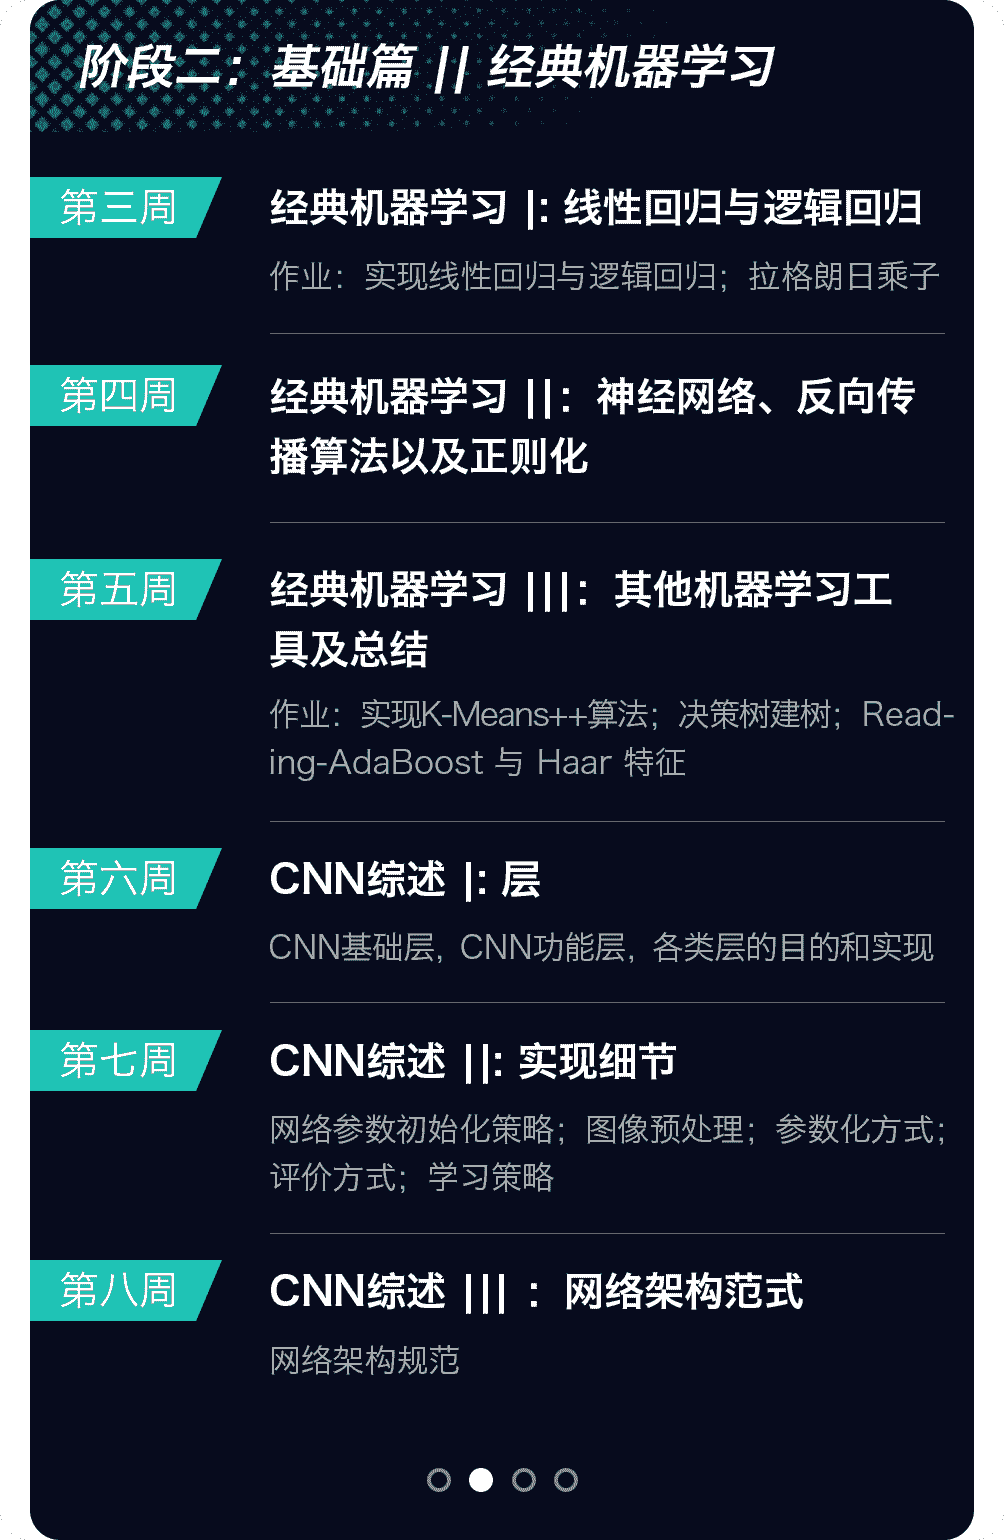 阶段二：基础篇 || 经典机器学习
第三周
经典机器学习 |: 线性回归与逻辑回归
作业：实现线性回归与逻辑回归；拉格朗日乘子
第四周
经典机器学习 ||：神经网络、反向传
播算法以及正则化
第五周
经典机器学习 |||：其他机器学习工
具及总结
作业：实现K-Means++算法；决策树建树；Read-
ing-AdaBoost 与 Haar 特征
第六周
CNN综述 |: 层
CNN基础层，CNN功能层，各类层的目的和实现
第七周
CNN综述 ||: 实现细节
网络参数初始化策略；图像预处理；参数化方式；
评价方式；学习策略
第八周
CNN综述 ||| ：网络架构范式
网络架构规范